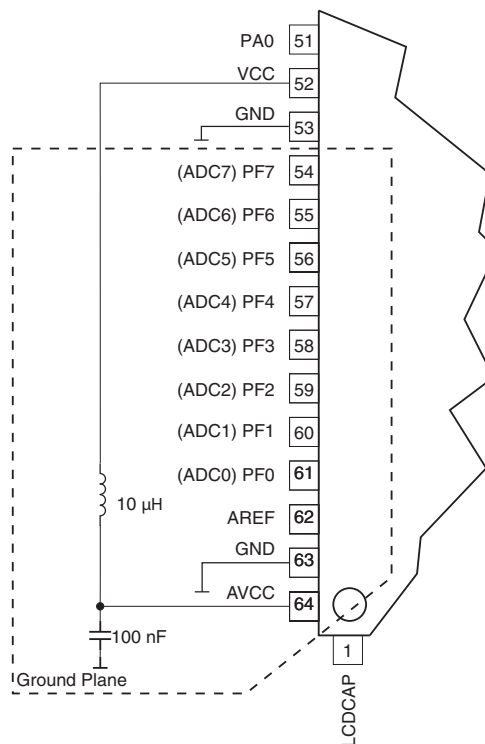 PA0 51
VCC 52
GND 53
(ADC7) PF7 54
(ADC6) PF6 55
(ADC5) PF5 56
(ADC4) PF4 57
(ADC3) PF3 58
(ADC2) PF2 59
(ADC1) PF1 60
(ADC0) PF0 61
10 µH
AREF 62
GND 63
AVCC 64
100 nF
Ground Plane
1
LCDCAP